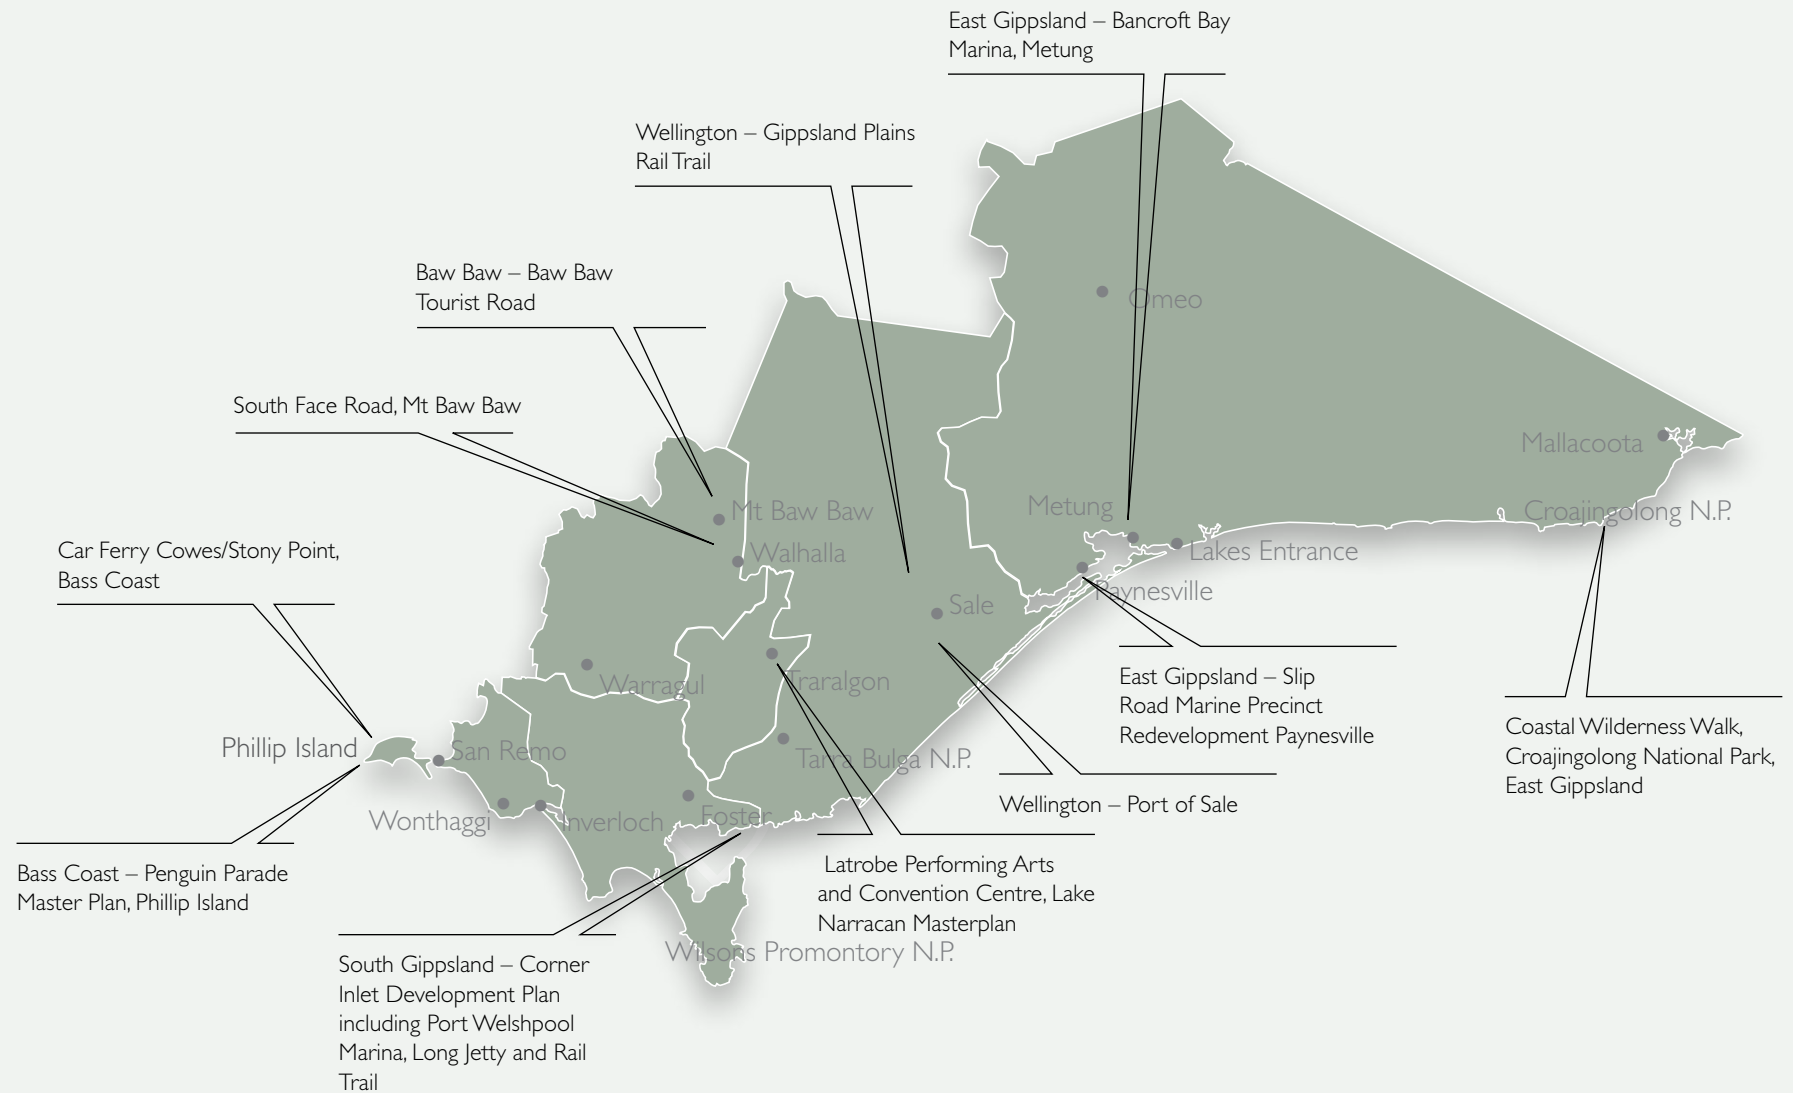 East Gippsland – Bancroft Bay
Marina, Metung
Wellington – Gippsland Plains
Rail Trail
Baw Baw – Baw Baw
Tourist Road
Omeo
South Face Road, Mt Baw Baw
Mallacoota
Mt Baw Baw
Metung
Croajingolong N.P.
Car Ferry Cowes/Stony Point,
Bass Coast
Walhalla
Lakes Entrance
Paynesville
Sale
Warragul
Traralgon
East Gippsland – Slip
Road Marine Precinct
Redevelopment Paynesville
Coastal Wilderness Walk,
Croajingolong National Park,
East Gippsland
Phillip Island
San Remo
Tarra Bulga N.P.
Wellington – Port of Sale
Wonthaggi
Inverloch
Foster
Bass Coast – Penguin Parade
Master Plan, Phillip Island
Latrobe Performing Arts
and Convention Centre, Lake
Narracan Masterplan
Wilsons Promontory N.P.
South Gippsland – Corner
Inlet Development Plan
including Port Welshpool
Marina, Long Jetty and Rail
Trail